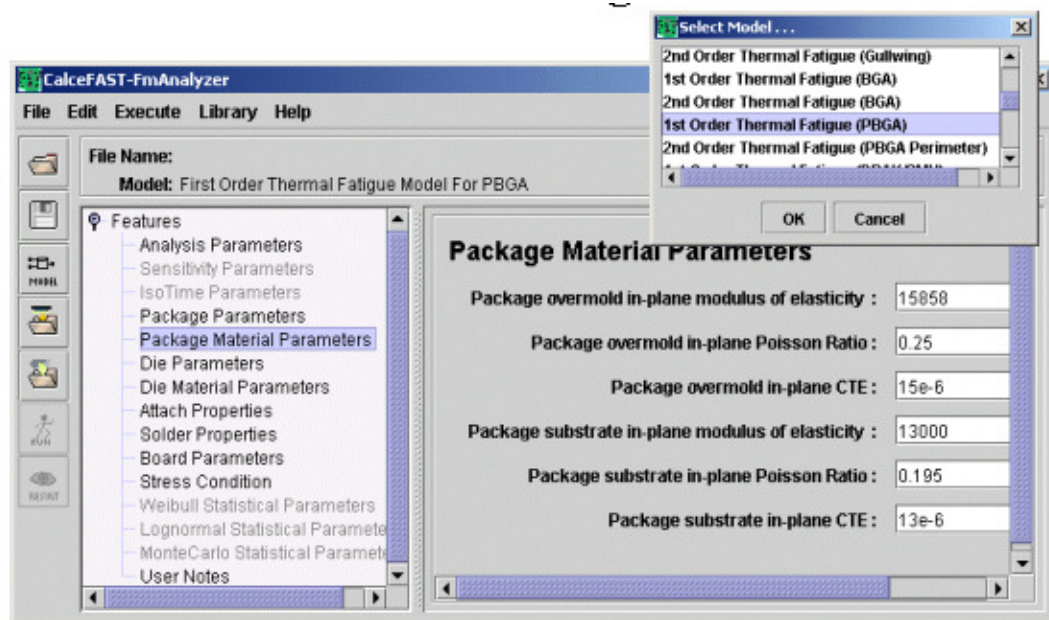 Select Model . . .
2nd Order Thermal Fatigue (Gullwing)
1st Order Thermal Fatigue (BGA)
2nd Order Thermal Fatigue (BGA)
1st Order Thermal Fatigue (PBGA)
2nd Order Thermal Fatigue (PBGA Perimeter)
OK Cancel
CalceFAST-FmAnalyzer
File Edit Execute Library Help
File Name:
Model: First Order Thermal Fatigue Model For PBGA
MODEL
Features
Analysis Parameters
Sensitivity Parameters
IsoTime Parameters
Package Parameters
Package Material Parameters
Die Parameters
Die Material Parameters
Attach Properties
Solder Properties
Board Parameters
Stress Condition
Weibull Statistical Parameters
Lognormal Statistical Paramete
MonteCarlo Statistical Paramete
User Notes
Package Material Parameters
Package overmold in-plane modulus of elasticity : 15858
Package overmold in-plane Poisson Ratio : 0.25
Package overmold in-plane CTE : 15e-6
Package substrate in-plane modulus of elasticity : 13000
Package substrate in-plane Poisson Ratio : 0.195
Package substrate in-plane CTE : 13e-6